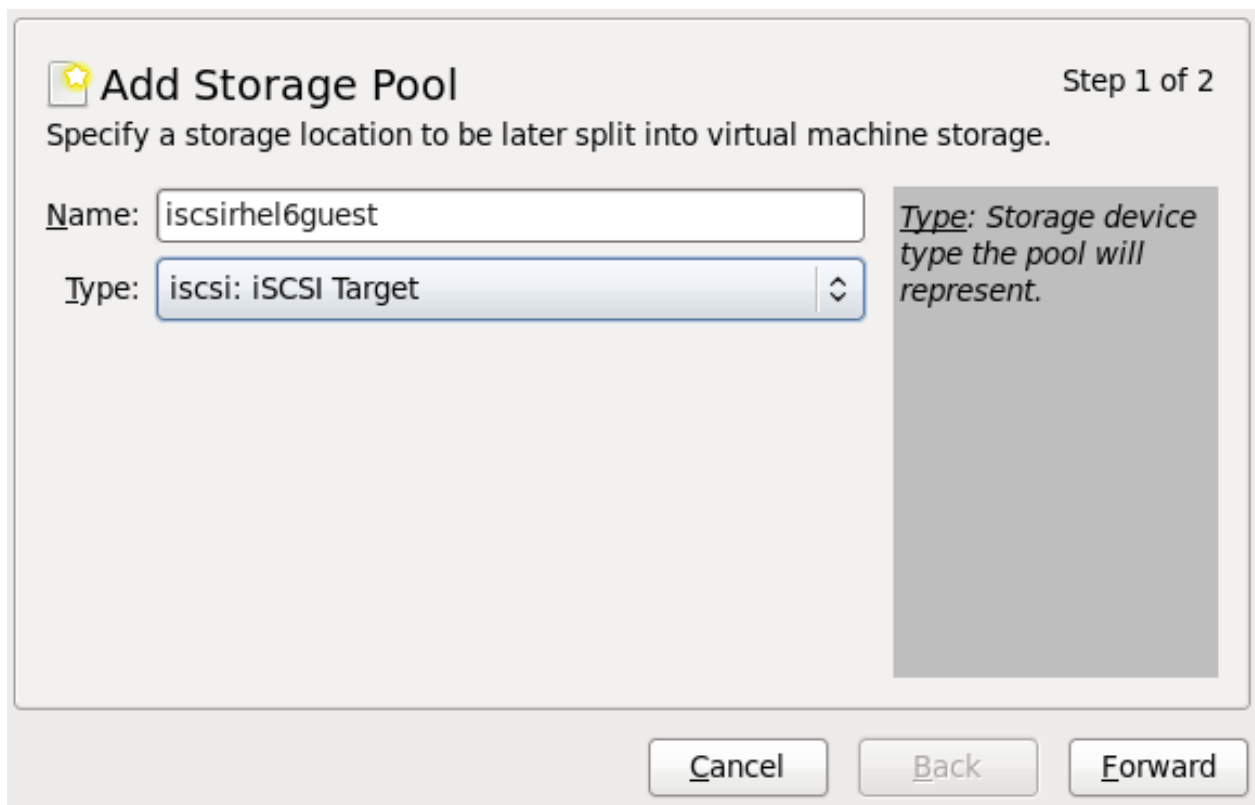 Add Storage Pool
Step 1 of 2
Specify a storage location to be later split into virtual machine storage.
Name: iscsirhel6guest
Type: iscsi: iSCSI Target
Type: Storage device
type the pool will
represent.
Cancel
Back
Forward